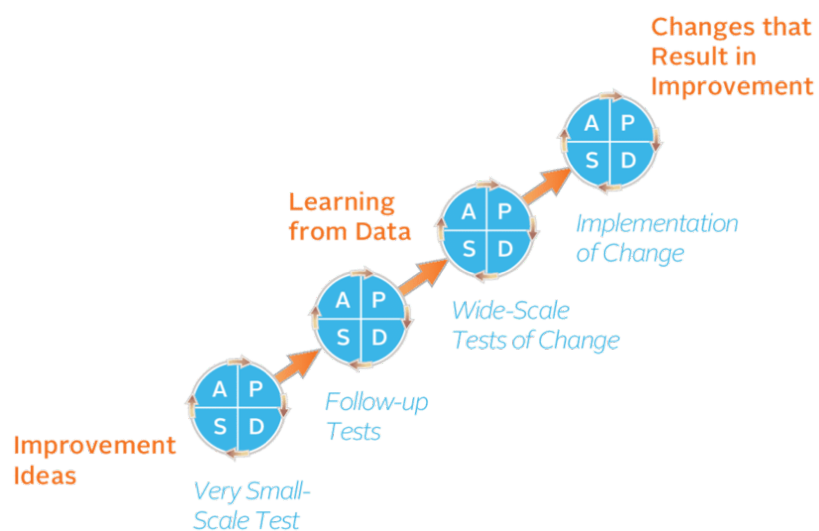 Changes that
Result in
Improvement
A P
S D
Implementation
of Change
Learning
from Data
A P
S D
Wide-Scale
Tests of Change
A P
S D
Follow-up
Tests
A P
S D
Improvement
Ideas
Very Small-
Scale Test